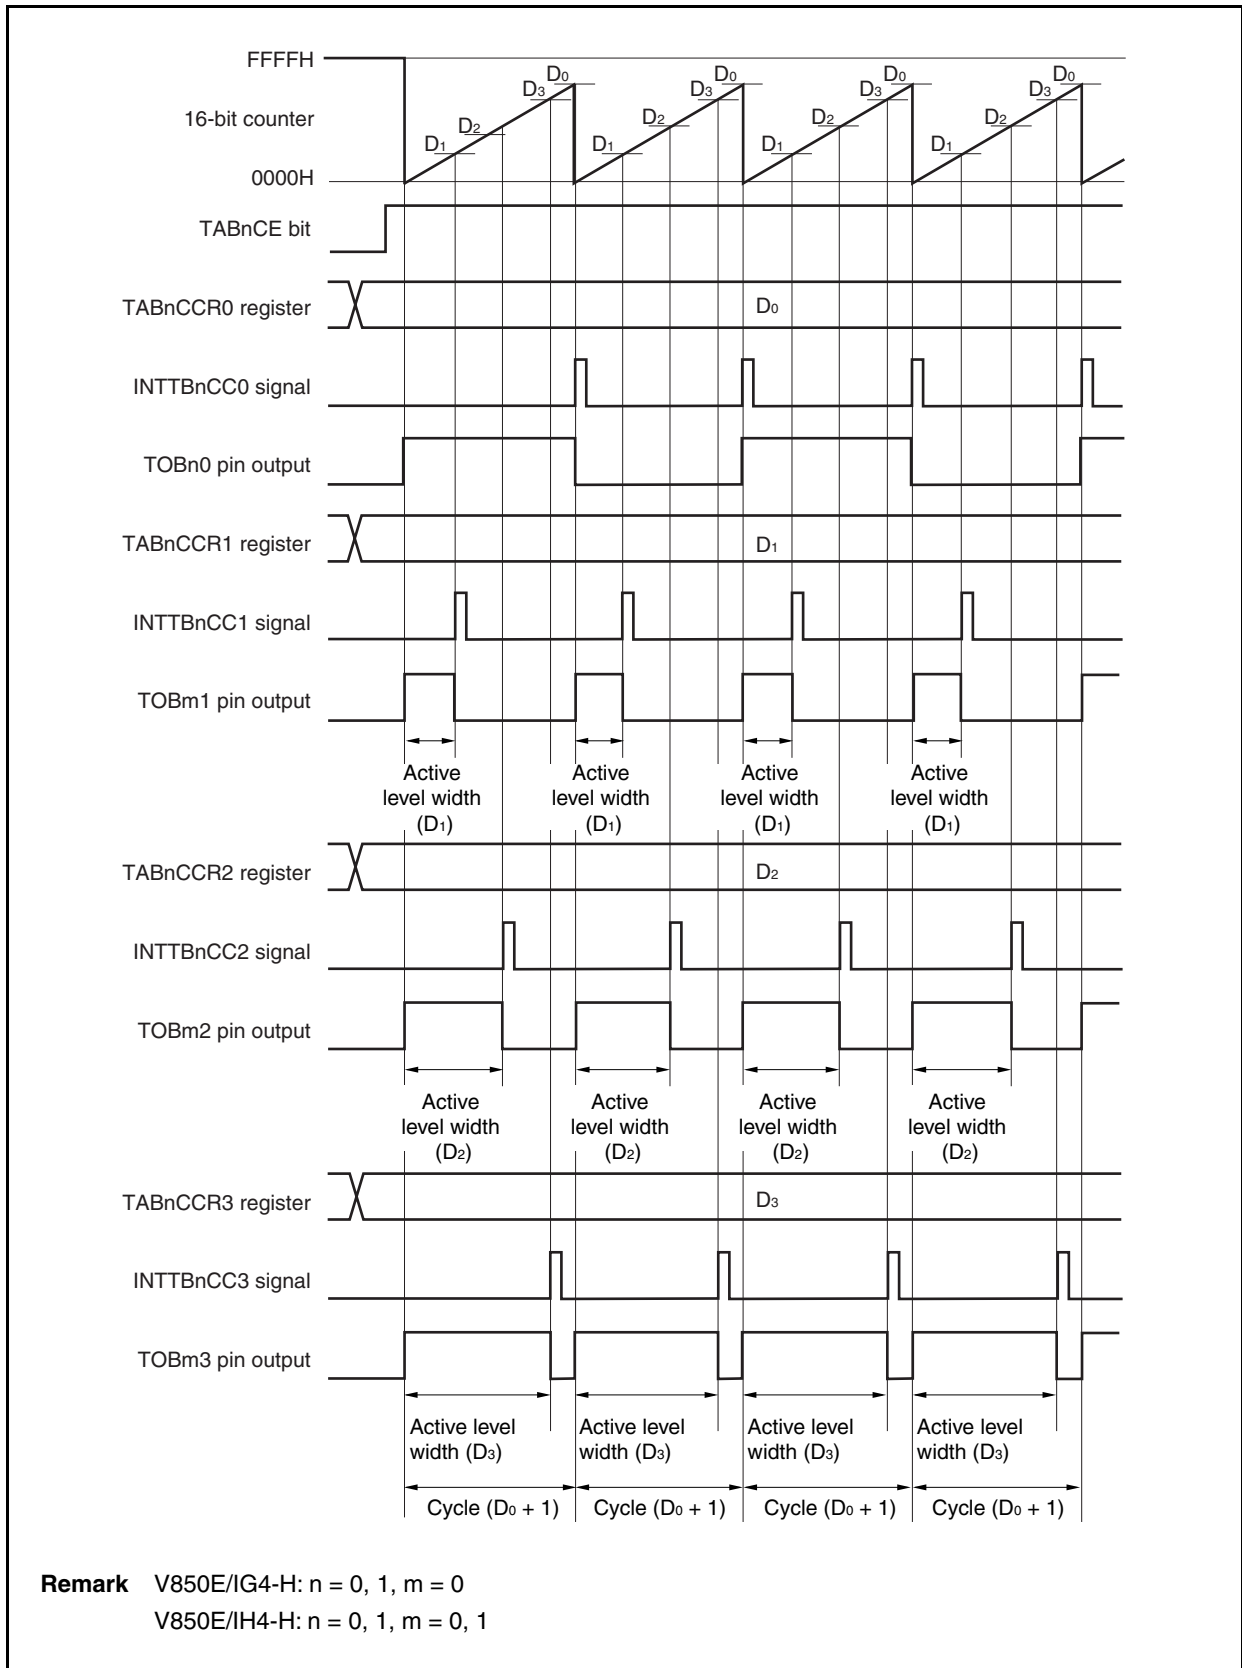 FFFFH
D0 D0 D0 D0
D3 D3 D3 D3
16-bit counter
D2 D2 D2 D2
D1 D1 D1 D1
0000H
TABnCE bit
TABnCCR0 register D0
INTTBnCC0 signal
TOBn0 pin output
TABnCCR1 register D1
INTTBnCC1 signal
TOBm1 pin output
Active Active Active Active
level width level width level width level width
(D1) (D1) (D1) (D1)
TABnCCR2 register D2
INTTBnCC2 signal
TOBm2 pin output
Active Active Active Active
level width level width level width level width
(D2) (D2) (D2) (D2)
TABnCCR3 register D3
INTTBnCC3 signal
TOBm3 pin output
Active level Active level Active level Active level
width (D3) width (D3) width (D3) width (D3)
Cycle (D0 + 1) Cycle (D0 + 1) Cycle (D0 + 1) Cycle (D0 + 1)
Remark V850E/IG4-H: n = 0, 1, m = 0
V850E/IH4-H: n = 0, 1, m = 0, 1